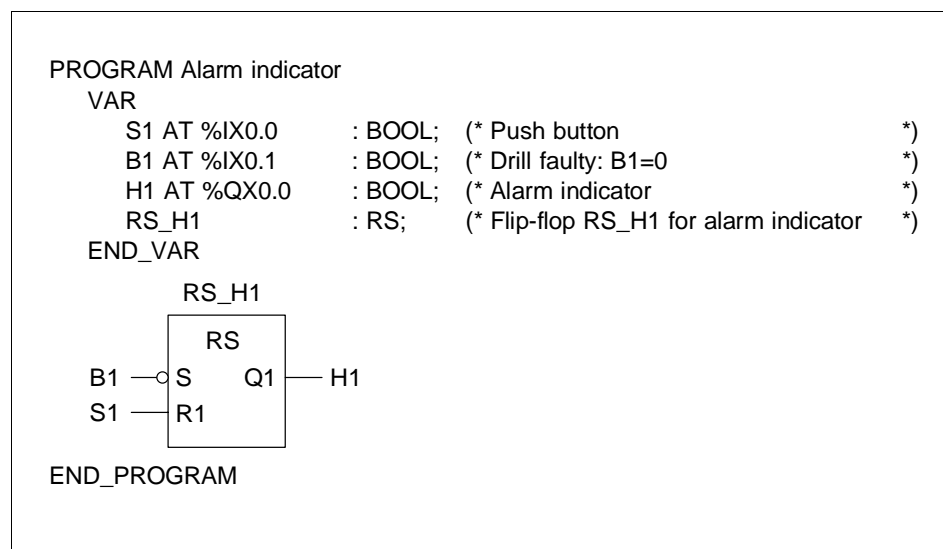 PROGRAM Alarm indicator
VAR
S1 AT %IX0.0 : BOOL; (* Push button *)
B1 AT %IX0.1 : BOOL; (* Drill faulty: B1=0 *)
H1 AT %QX0.0 : BOOL; (* Alarm indicator *)
RS_H1 : RS; (* Flip-flop RS_H1 for alarm indicator *)
END_VAR
RS_H1
RS
B1 S Q1 H1
S1 R1
END_PROGRAM